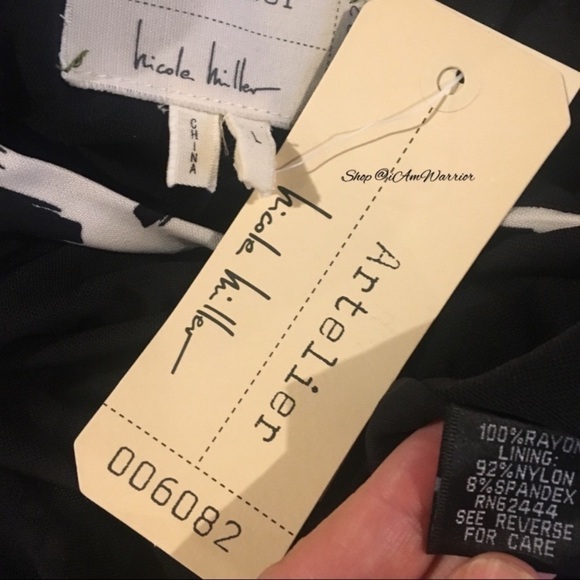 nicole miller
CHINA
L
Shop @iAmWarrior
nicole miller
Artelier
006082
100%RAYON
LINING:
92%NYLON
8%SPANDEX
RN62444
SEE REVERSE
FOR CARE